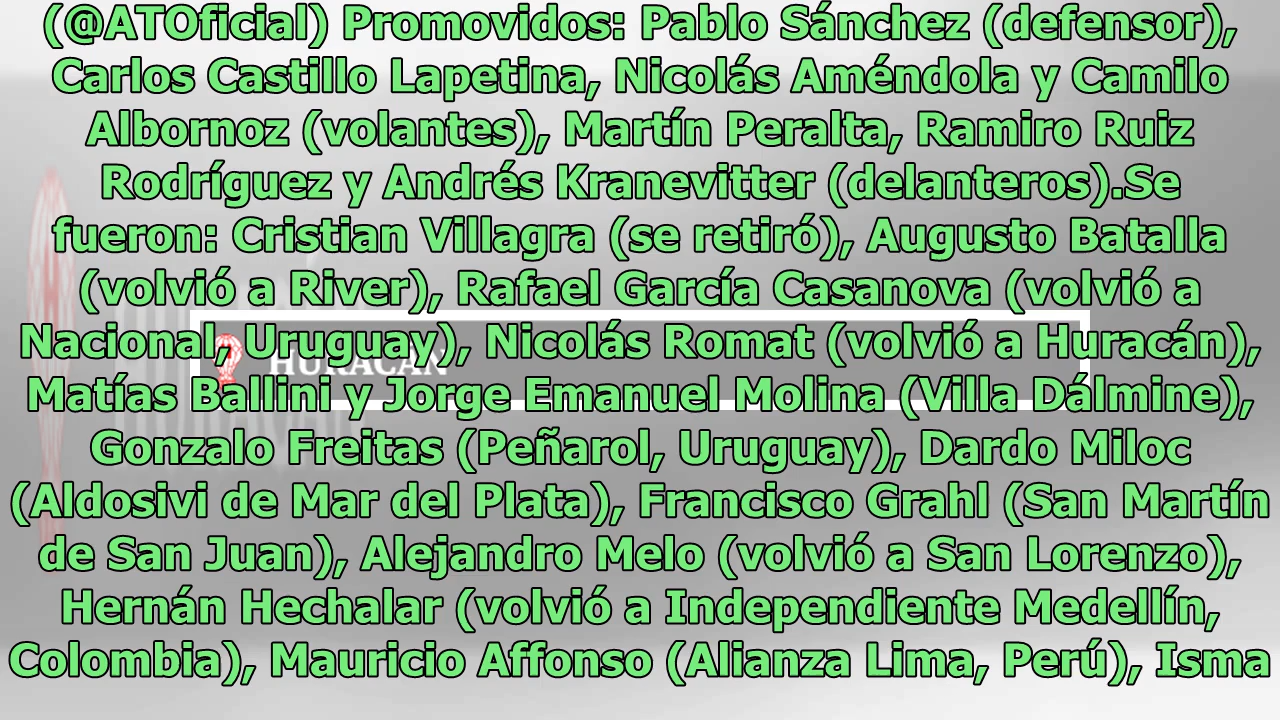 (@ATOficial) Promovidos: Pablo Sánchez (defensor),
Carlos Castillo Lapetina, Nicolás Améndola y Camilo
Albornoz (volantes), Martín Peralta, Ramiro Ruiz
Rodríguez y Andrés Kranevitter (delanteros).Se
fueron: Cristian Villagra (se retiró), Augusto Batalla
(volvió a River), Rafael García Casanova (volvió a
Nacional, Uruguay), Nicolás Romat (volvió a Huracán),
HURACÁN
Matías Ballini y Jorge Emanuel Molina (Villa Dálmine),
Gonzalo Freitas (Peñarol, Uruguay), Dardo Miloc
(Aldosivi de Mar del Plata), Francisco Grahl (San Martín
de San Juan), Alejandro Melo (volvió a San Lorenzo),
Hernán Hechalar (volvió a Independiente Medellín,
Colombia), Mauricio Affonso (Alianza Lima, Perú), Isma